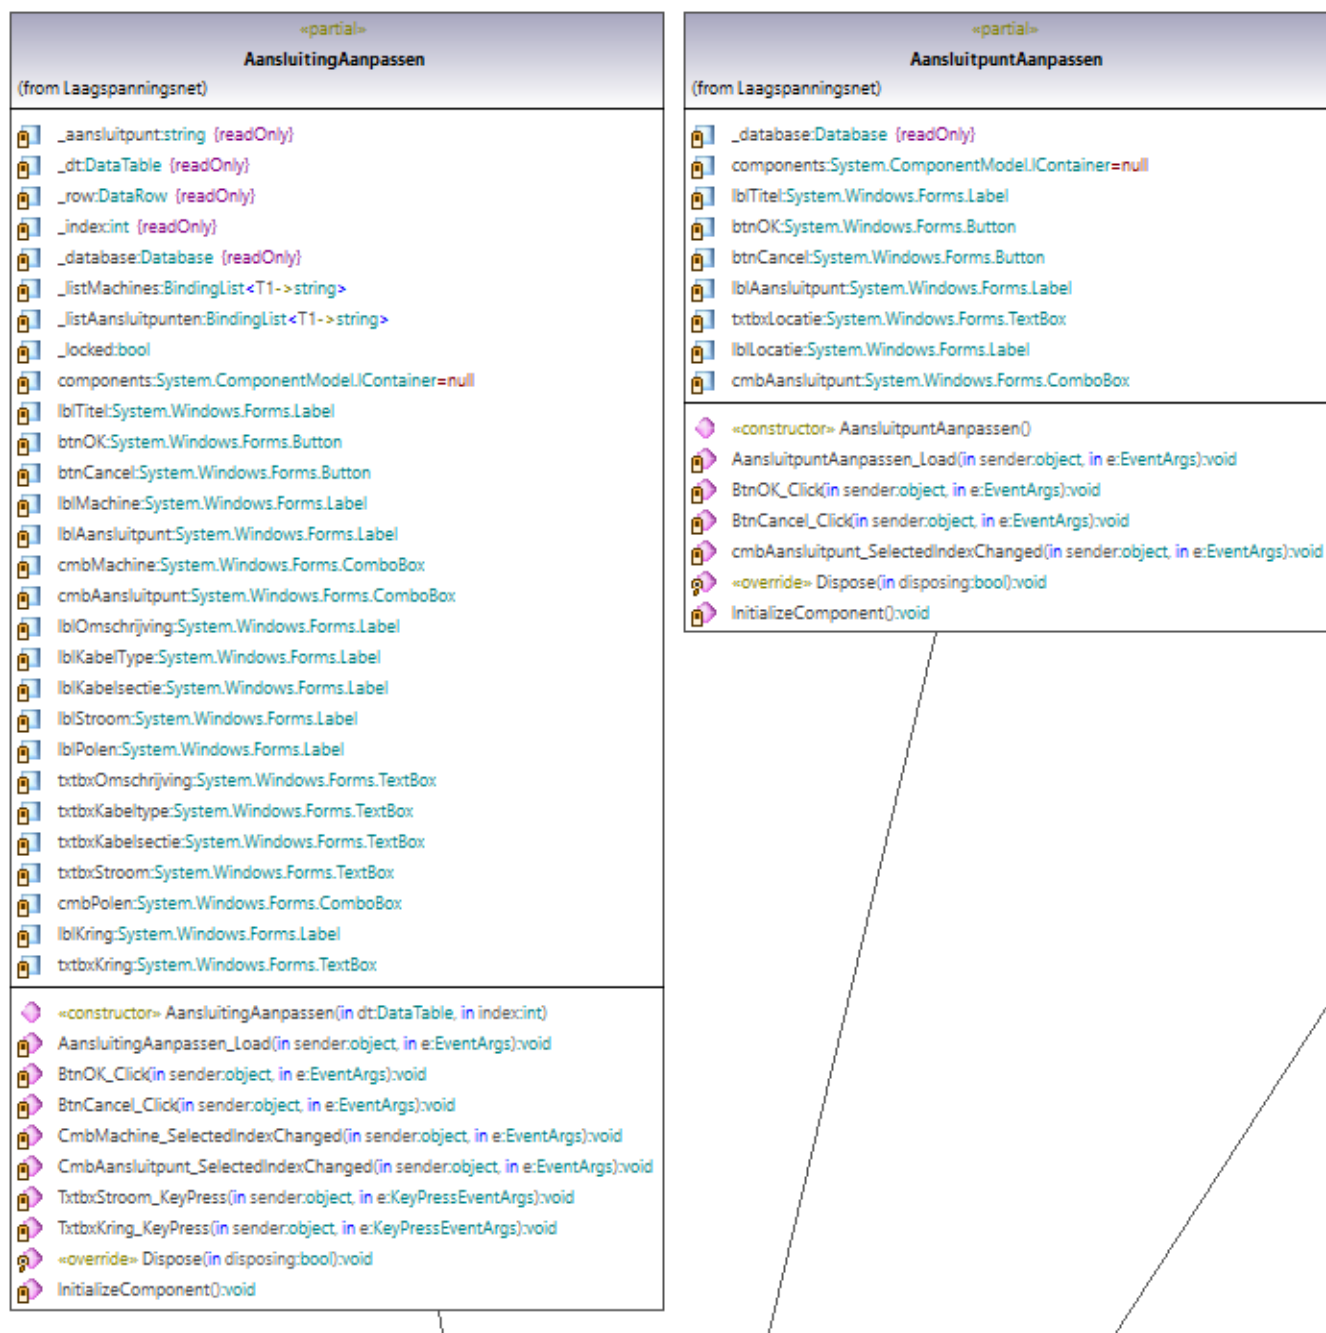 «partial»
AansluitingAanpassen
(from Laagspanningsnet)
_aansluitpunt:string {readOnly}
_dt:DataTable {readOnly}
_row:DataRow {readOnly}
_index:int {readOnly}
_database:Database {readOnly}
_listMachines:BindingList<T1->string>
_listAansluitpunten:BindingList<T1->string>
_locked:bool
components:System.ComponentModel.IContainer=null
lblTitel:System.Windows.Forms.Label
btnOK:System.Windows.Forms.Button
btnCancel:System.Windows.Forms.Button
lblMachine:System.Windows.Forms.Label
lblAansluitpunt:System.Windows.Forms.Label
cmbMachine:System.Windows.Forms.ComboBox
cmbAansluitpunt:System.Windows.Forms.ComboBox
lblOmschrijving:System.Windows.Forms.Label
lblKabelType:System.Windows.Forms.Label
lblKabelsectie:System.Windows.Forms.Label
lblStroom:System.Windows.Forms.Label
lblPolen:System.Windows.Forms.Label
txtbxOmschrijving:System.Windows.Forms.TextBox
txtbxKabeltype:System.Windows.Forms.TextBox
txtbxKabelsectie:System.Windows.Forms.TextBox
txtbxStroom:System.Windows.Forms.TextBox
cmbPolen:System.Windows.Forms.ComboBox
lblKring:System.Windows.Forms.Label
txtbxKring:System.Windows.Forms.TextBox
«constructor» AansluitingAanpassen(in dt:DataTable, in index:int)
AansluitingAanpassen_Load(in sender:object, in e:EventArgs):void
BtnOK_Click(in sender:object, in e:EventArgs):void
BtnCancel_Click(in sender:object, in e:EventArgs):void
CmbMachine_SelectedIndexChanged(in sender:object, in e:EventArgs):void
CmbAansluitpunt_SelectedIndexChanged(in sender:object, in e:EventArgs):void
TxtbxStroom_KeyPress(in sender:object, in e:KeyPressEventArgs):void
TxtbxKring_KeyPress(in sender:object, in e:KeyPressEventArgs):void
«override» Dispose(in disposing:bool):void
InitializeComponent():void
«partial»
AansluitpuntAanpassen
(from Laagspanningsnet)
_database:Database {readOnly}
components:System.ComponentModel.IContainer=null
lblTitel:System.Windows.Forms.Label
btnOK:System.Windows.Forms.Button
btnCancel:System.Windows.Forms.Button
lblAansluitpunt:System.Windows.Forms.Label
txtbxLocatie:System.Windows.Forms.TextBox
lblLocatie:System.Windows.Forms.Label
cmbAansluitpunt:System.Windows.Forms.ComboBox
«constructor» AansluitpuntAanpassen()
AansluitpuntAanpassen_Load(in sender:object, in e:EventArgs):void
BtnOK_Click(in sender:object, in e:EventArgs):void
BtnCancel_Click(in sender:object, in e:EventArgs):void
cmbAansluitpunt_SelectedIndexChanged(in sender:object, in e:EventArgs):void
«override» Dispose(in disposing:bool):void
InitializeComponent():void